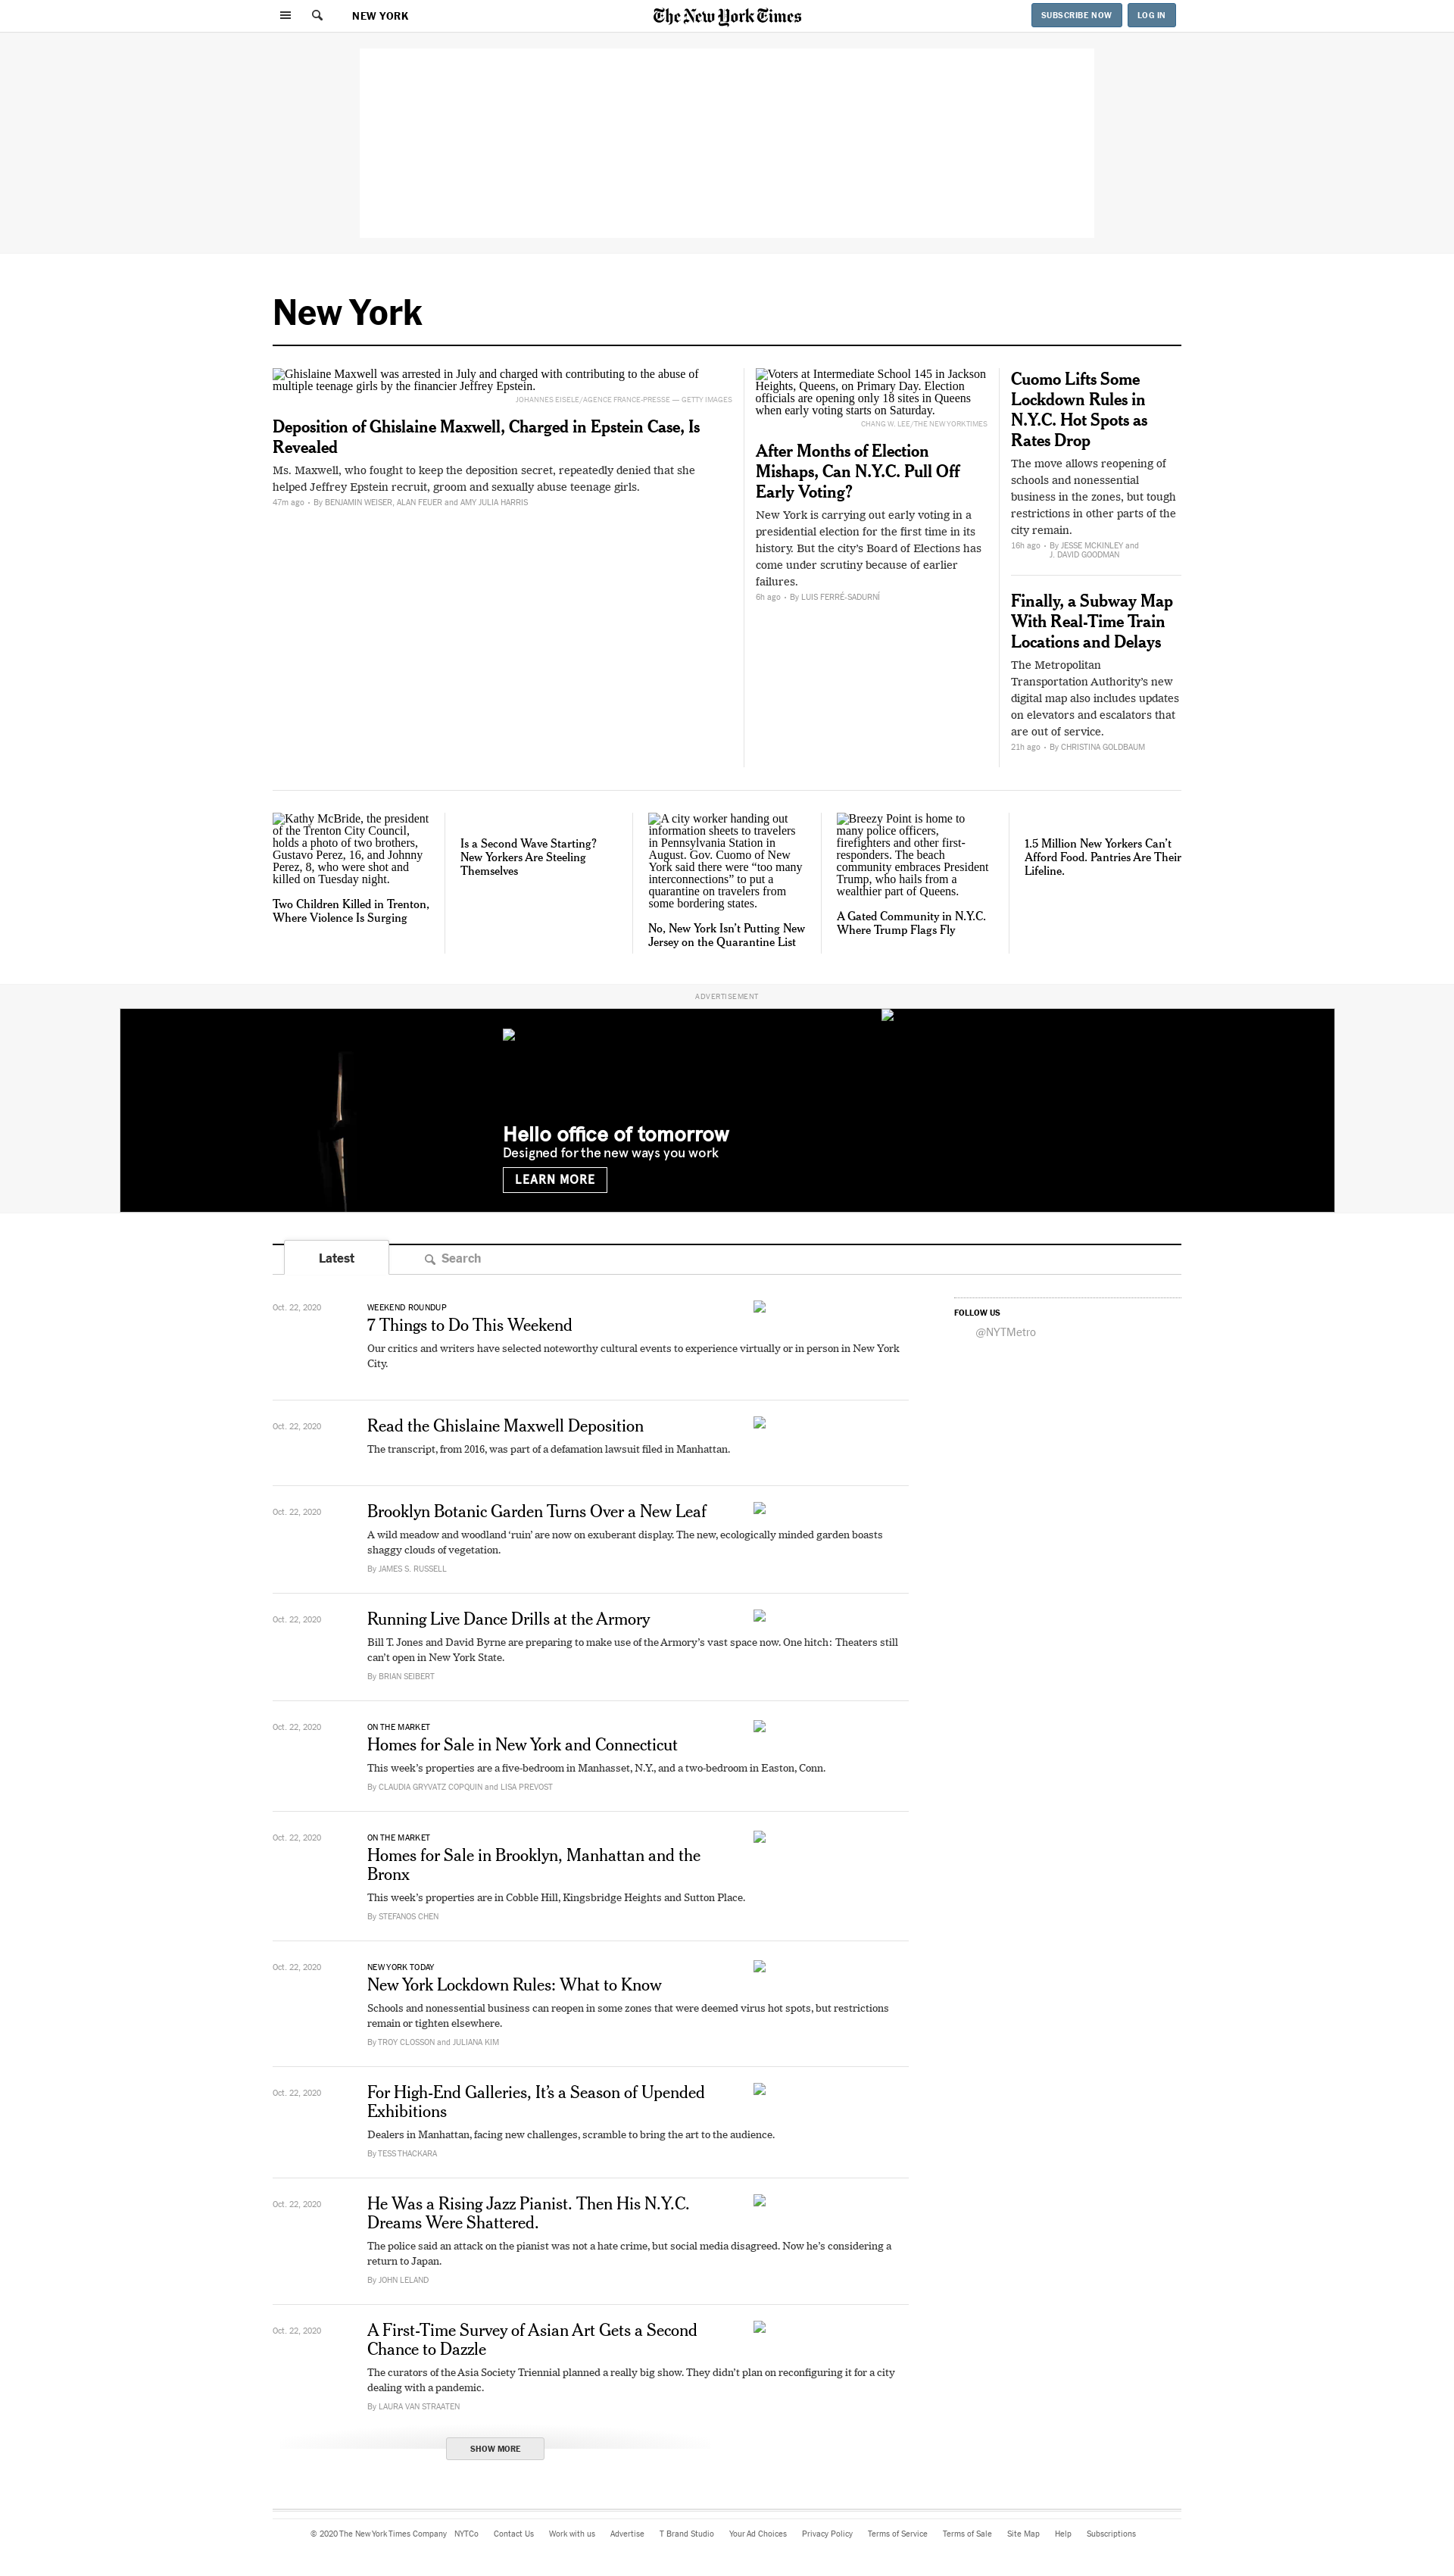 NEW YORK
The New York Times
SUBSCRIBE NOW
LOG IN
New York
Ghislaine Maxwell was arrested in July and charged with contributing to the abuse of
multiple teenage girls by the financier Jeffrey Epstein.
JOHANNES EISELE/AGENCE FRANCE-PRESSE — GETTY IMAGES
Deposition of Ghislaine Maxwell, Charged in Epstein Case, Is
Revealed
Ms. Maxwell, who fought to keep the deposition secret, repeatedly denied that she
helped Jeffrey Epstein recruit, groom and sexually abuse teenage girls.
47m ago • By BENJAMIN WEISER, ALAN FEUER and AMY JULIA HARRIS
Voters at Intermediate School 145 in Jackson
Heights, Queens, on Primary Day. Election
officials are opening only 18 sites in Queens
when early voting starts on Saturday.
CHANG W. LEE/THE NEW YORK TIMES
After Months of Election
Mishaps, Can N.Y.C. Pull Off
Early Voting?
New York is carrying out early voting in a
presidential election for the first time in its
history. But the city’s Board of Elections has
come under scrutiny because of earlier
failures.
6h ago • By LUIS FERRÉ-SADURNÍ
Cuomo Lifts Some
Lockdown Rules in
N.Y.C. Hot Spots as
Rates Drop
The move allows reopening of
schools and nonessential
business in the zones, but tough
restrictions in other parts of the
city remain.
16h ago • By JESSE MCKINLEY and
J. DAVID GOODMAN
Finally, a Subway Map
With Real-Time Train
Locations and Delays
The Metropolitan
Transportation Authority’s new
digital map also includes updates
on elevators and escalators that
are out of service.
21h ago • By CHRISTINA GOLDBAUM
Kathy McBride, the president
of the Trenton City Council,
holds a photo of two brothers,
Gustavo Perez, 16, and Johnny
Perez, 8, who were shot and
killed on Tuesday night.
Two Children Killed in Trenton,
Where Violence Is Surging
Is a Second Wave Starting?
New Yorkers Are Steeling
Themselves
A city worker handing out
information sheets to travelers
in Pennsylvania Station in
August. Gov. Cuomo of New
York said there were “too many
interconnections” to put a
quarantine on travelers from
some bordering states.
No, New York Isn’t Putting New
Jersey on the Quarantine List
Breezy Point is home to
many police officers,
firefighters and other first-
responders. The beach
community embraces President
Trump, who hails from a
wealthier part of Queens.
A Gated Community in N.Y.C.
Where Trump Flags Fly
1.5 Million New Yorkers Can’t
Afford Food. Pantries Are Their
Lifeline.
ADVERTISEMENT
Hello office of tomorrow
Designed for the new ways you work
LEARN MORE
Latest
Search
Oct. 22, 2020
WEEKEND ROUNDUP
7 Things to Do This Weekend
Our critics and writers have selected noteworthy cultural events to experience virtually or in person in New York
City.
FOLLOW US
@NYTMetro
Oct. 22, 2020
Read the Ghislaine Maxwell Deposition
The transcript, from 2016, was part of a defamation lawsuit filed in Manhattan.
Oct. 22, 2020
Brooklyn Botanic Garden Turns Over a New Leaf
A wild meadow and woodland ‘ruin’ are now on exuberant display. The new, ecologically minded garden boasts
shaggy clouds of vegetation.
By JAMES S. RUSSELL
Oct. 22, 2020
Running Live Dance Drills at the Armory
Bill T. Jones and David Byrne are preparing to make use of the Armory’s vast space now. One hitch: Theaters still
can’t open in New York State.
By BRIAN SEIBERT
Oct. 22, 2020
ON THE MARKET
Homes for Sale in New York and Connecticut
This week’s properties are a five-bedroom in Manhasset, N.Y., and a two-bedroom in Easton, Conn.
By CLAUDIA GRYVATZ COPQUIN and LISA PREVOST
Oct. 22, 2020
ON THE MARKET
Homes for Sale in Brooklyn, Manhattan and the
Bronx
This week’s properties are in Cobble Hill, Kingsbridge Heights and Sutton Place.
By STEFANOS CHEN
Oct. 22, 2020
NEW YORK TODAY
New York Lockdown Rules: What to Know
Schools and nonessential business can reopen in some zones that were deemed virus hot spots, but restrictions
remain or tighten elsewhere.
By TROY CLOSSON and JULIANA KIM
Oct. 22, 2020
For High-End Galleries, It’s a Season of Upended
Exhibitions
Dealers in Manhattan, facing new challenges, scramble to bring the art to the audience.
By TESS THACKARA
Oct. 22, 2020
He Was a Rising Jazz Pianist. Then His N.Y.C.
Dreams Were Shattered.
The police said an attack on the pianist was not a hate crime, but social media disagreed. Now he’s considering a
return to Japan.
By JOHN LELAND
Oct. 22, 2020
A First-Time Survey of Asian Art Gets a Second
Chance to Dazzle
The curators of the Asia Society Triennial planned a really big show. They didn’t plan on reconfiguring it for a city
dealing with a pandemic.
By LAURA VAN STRAATEN
SHOW MORE
© 2020 The New York Times Company NYTCo Contact Us Work with us Advertise T Brand Studio Your Ad Choices Privacy Policy Terms of Service Terms of Sale Site Map Help Subscriptions